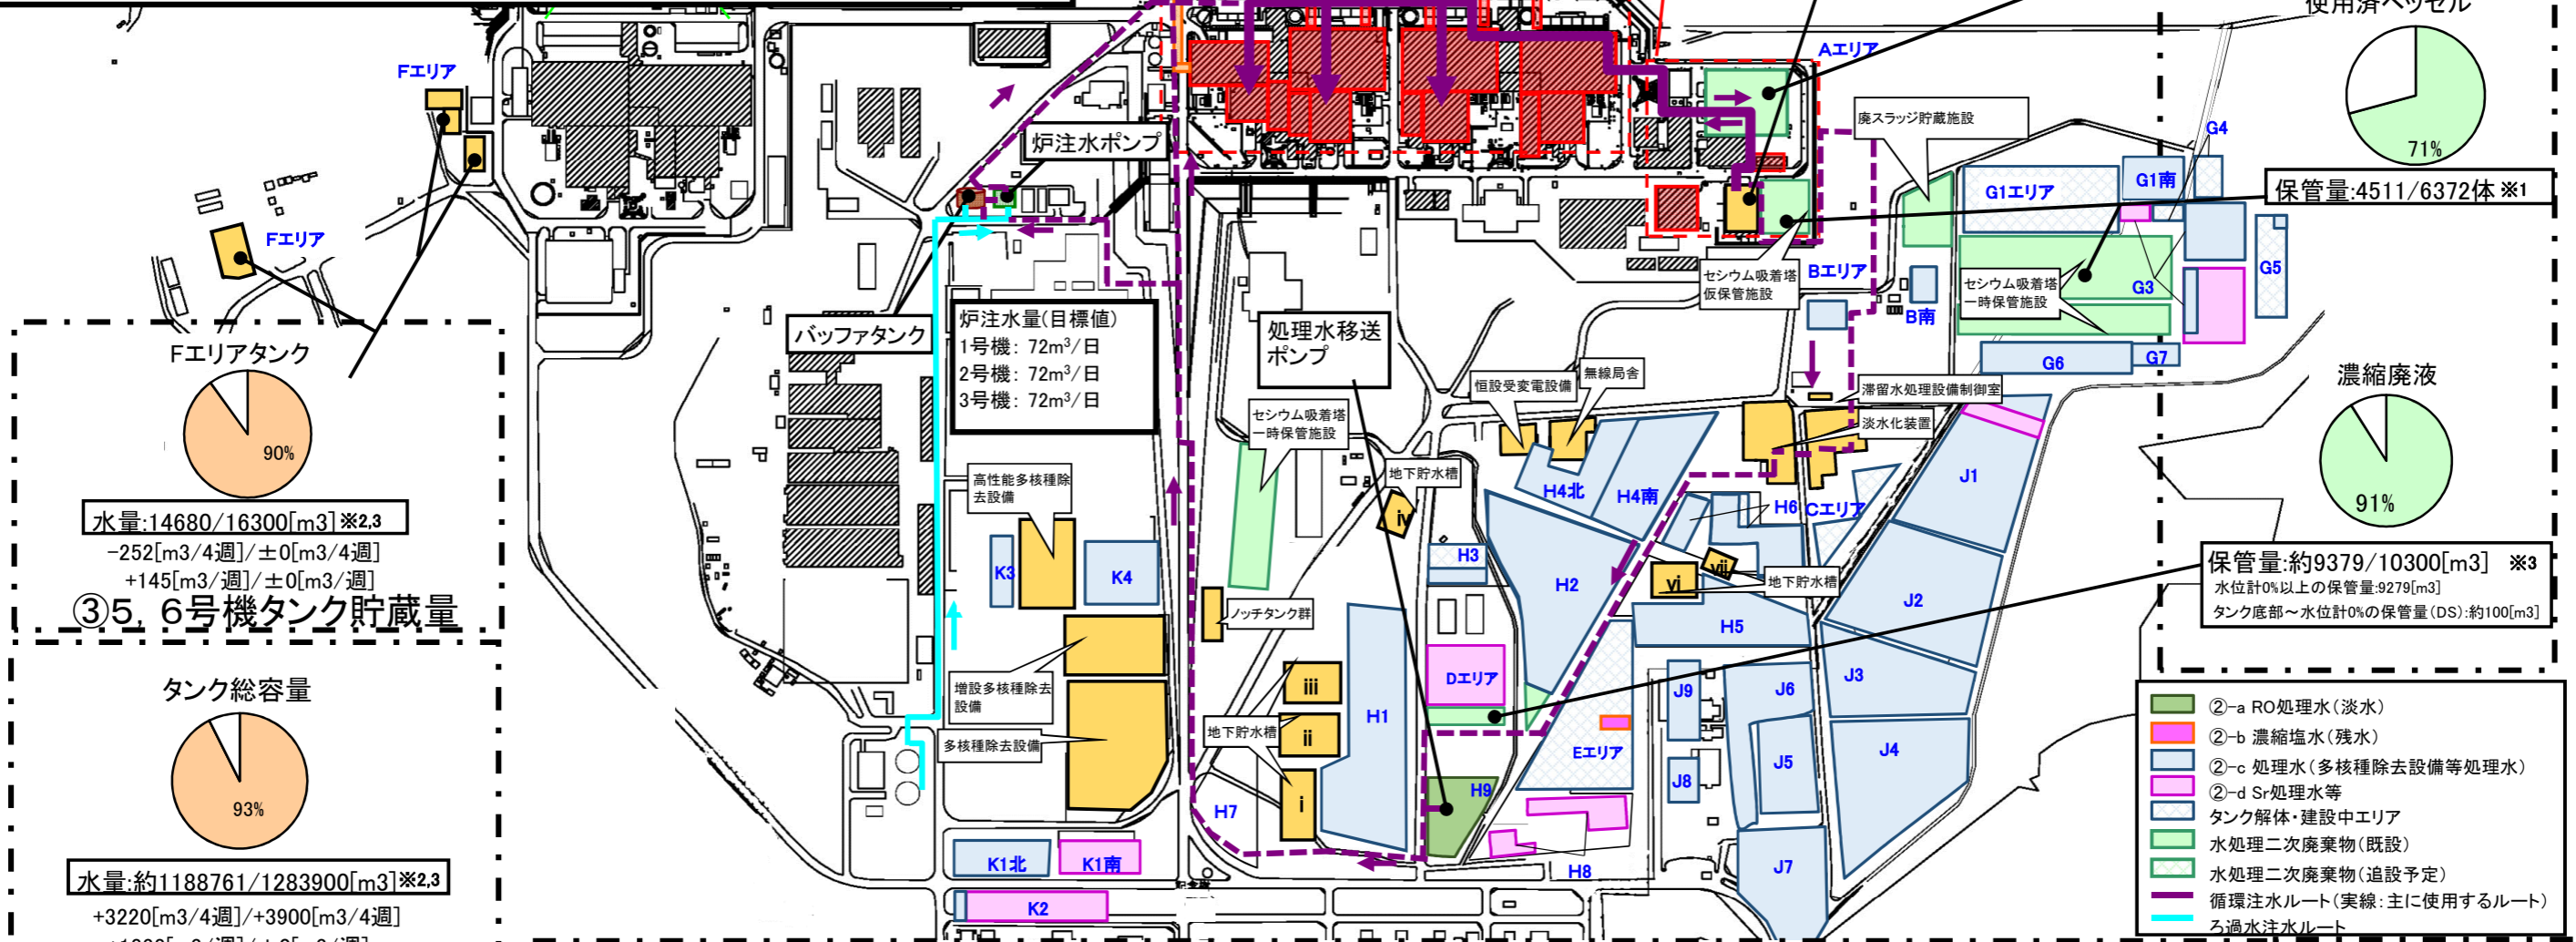 使用済ベッセル
71%
保管量:4511/6372体 ※1
Fエリア
Fエリア
Aエリア
廃スラッジ貯蔵施設
G4
G1エリア
G1南
炉注水ポンプ
セシウム吸着塔
仮保管施設
Bエリア
B南
セシウム吸着塔
一時保管施設
G3
G5
G6
G7
Fエリアタンク
90%
水量:14680/16300[m3]※2,3
-252[m3/4週]/±0[m3/4週]
+145[m3/週]/±0[m3/週]
③5, 6号機タンク貯蔵量
バッファタンク
炉注水量(目標値)
1号機: 72m³/日
2号機: 72m³/日
3号機: 72m³/日
処理水移送
ポンプ
恒設受変電設備
無線局舎
滞留水処理設備制御室
淡水化装置
濃縮廃液
91%
保管量:約9379/10300[m3] ※3
水位計0%以上の保管量:9279[m3]
タンク底部~水位計0%の保管量(DS):約100[m3]
セシウム吸着塔
一時保管施設
高性能多核種除
去設備
地下貯水槽
iv
H4北
H4南
H6
Cエリア
J1
K3
K4
H3
H2
vi
vii
地下貯水槽
J2
ノッチタンク群
H5
タンク総容量
93%
水量:約1188761/1283900[m3]※2,3
+3220[m3/4週]/+3900[m3/4週]
増設多核種除去
設備
多核種除去設備
iii
ii
i
地下貯水槽
H1
Dエリア
Eエリア
J9
J6
J3
J8
J5
J4
H7
H9
H8
J7
K1北
K1南
K2
②-a RO処理水(淡水)
②-b 濃縮塩水(残水)
②-c 処理水(多核種除去設備等処理水)
②-d Sr処理水等
タンク解体・建設中エリア
水処理二次廃棄物(既設)
水処理二次廃棄物(追設予定)
循環注水ルート(実線:主に使用するルート)
ろ過水注水ルート